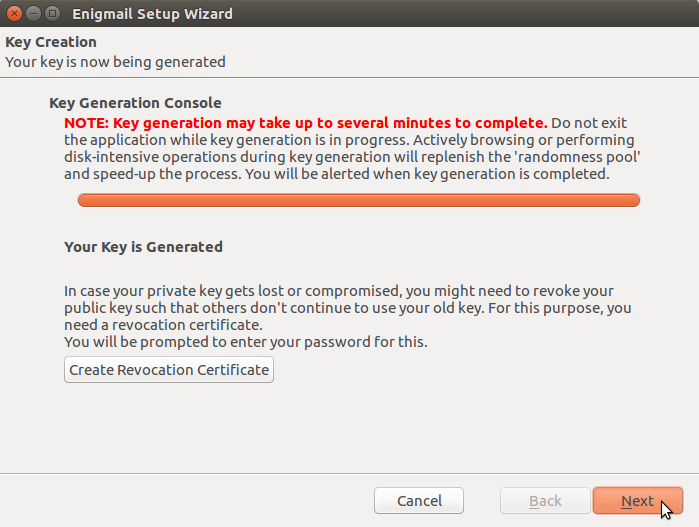 Enigmail Setup Wizard
Key Creation
Your key is now being generated
Key Generation Console
NOTE: Key generation may take up to several minutes to complete. Do not exit
the application while key generation is in progress. Actively browsing or performing
disk-intensive operations during key generation will replenish the 'randomness pool'
and speed-up the process. You will be alerted when key generation is completed.
Your Key is Generated
In case your private key gets lost or compromised, you might need to revoke your
public key such that others don't continue to use your old key. For this purpose, you
need a revocation certificate.
You will be prompted to enter your password for this.
Create Revocation Certificate
Cancel
Back
Next